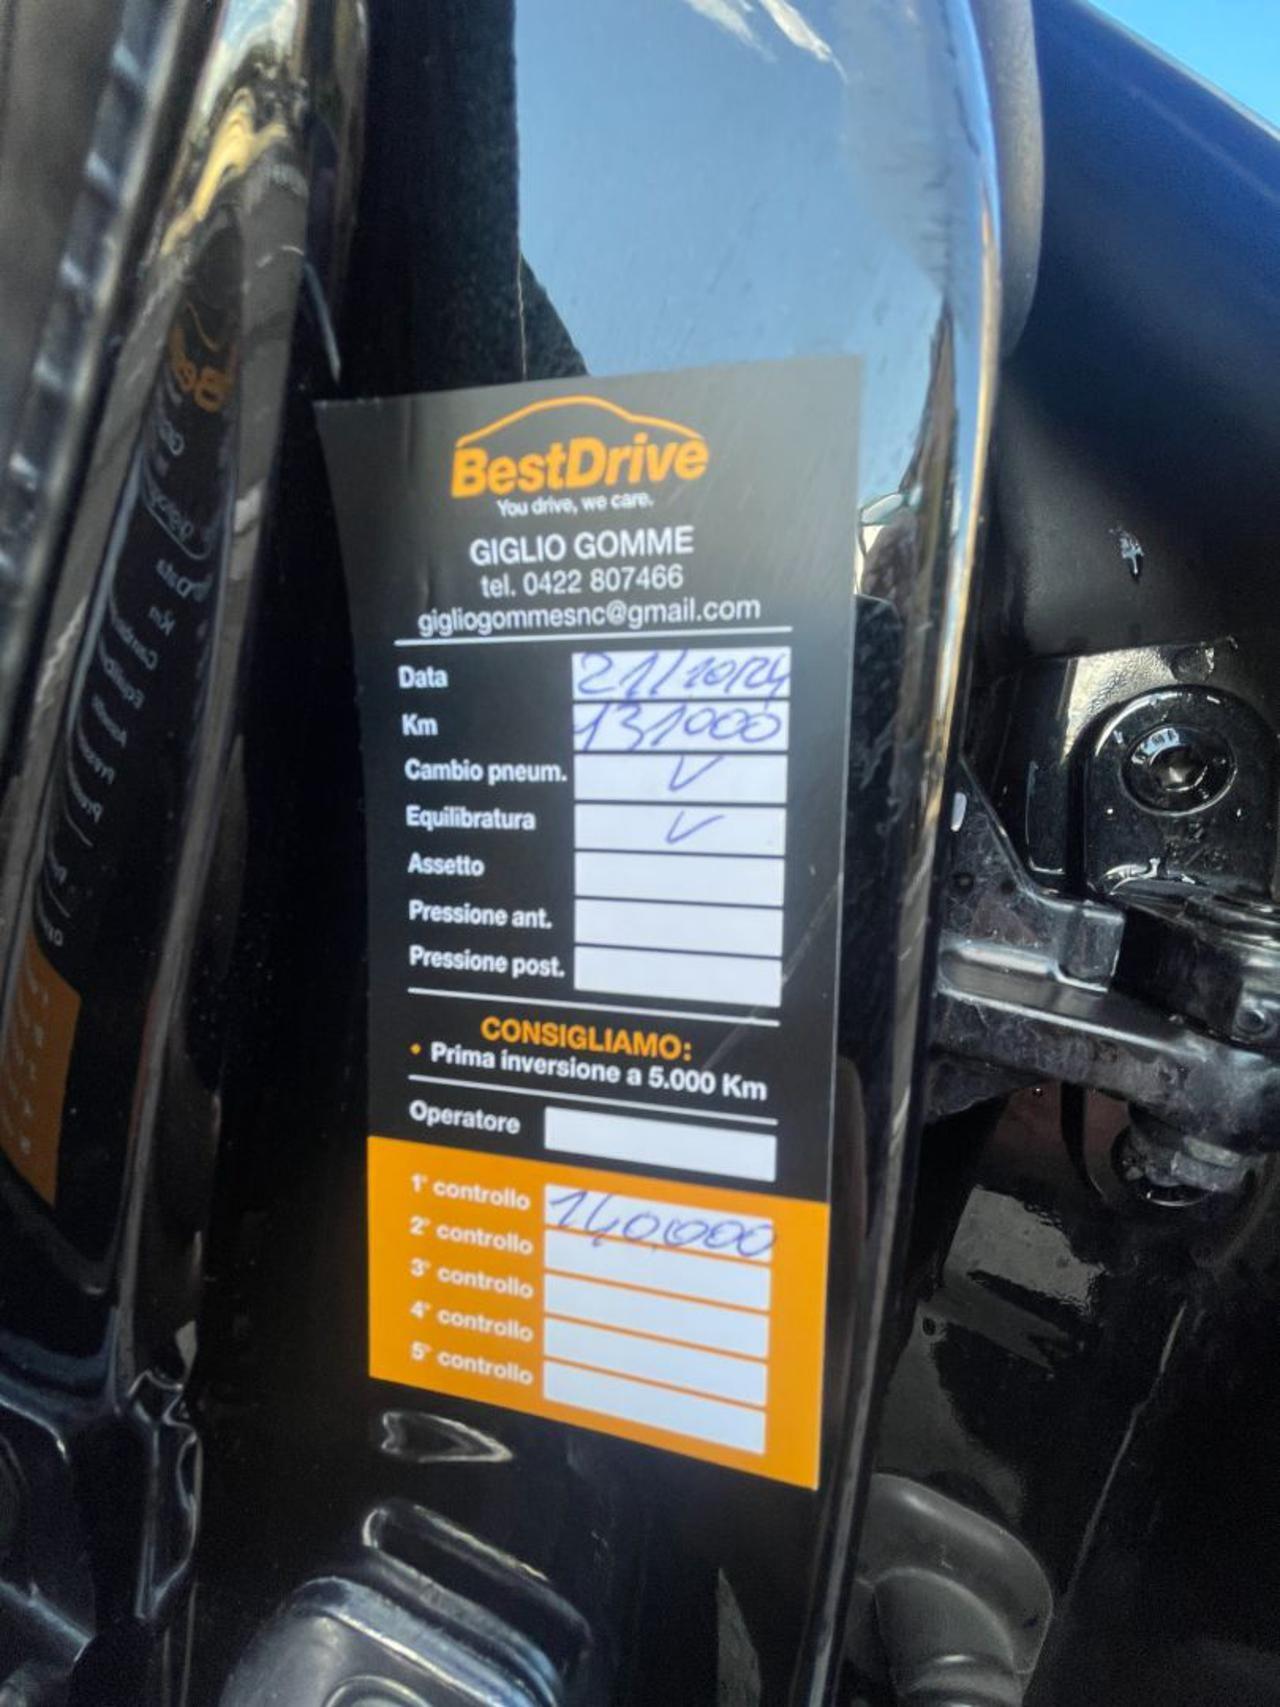 BestDrive
You drive, we care.
GIGLIO GOMME
tel. 0422 807466
gigliogommesnc@gmail.com
Data 21/10/24
Km 131000
Cambio pneum. ✓
Equilibratura ✓
Assetto
Pressione ant.
Pressione post.
CONSIGLIAMO:
• Prima inversione a 5.000 Km
Operatore
1° controllo 140.000
2° controllo
3° controllo
4° controllo
5° controllo